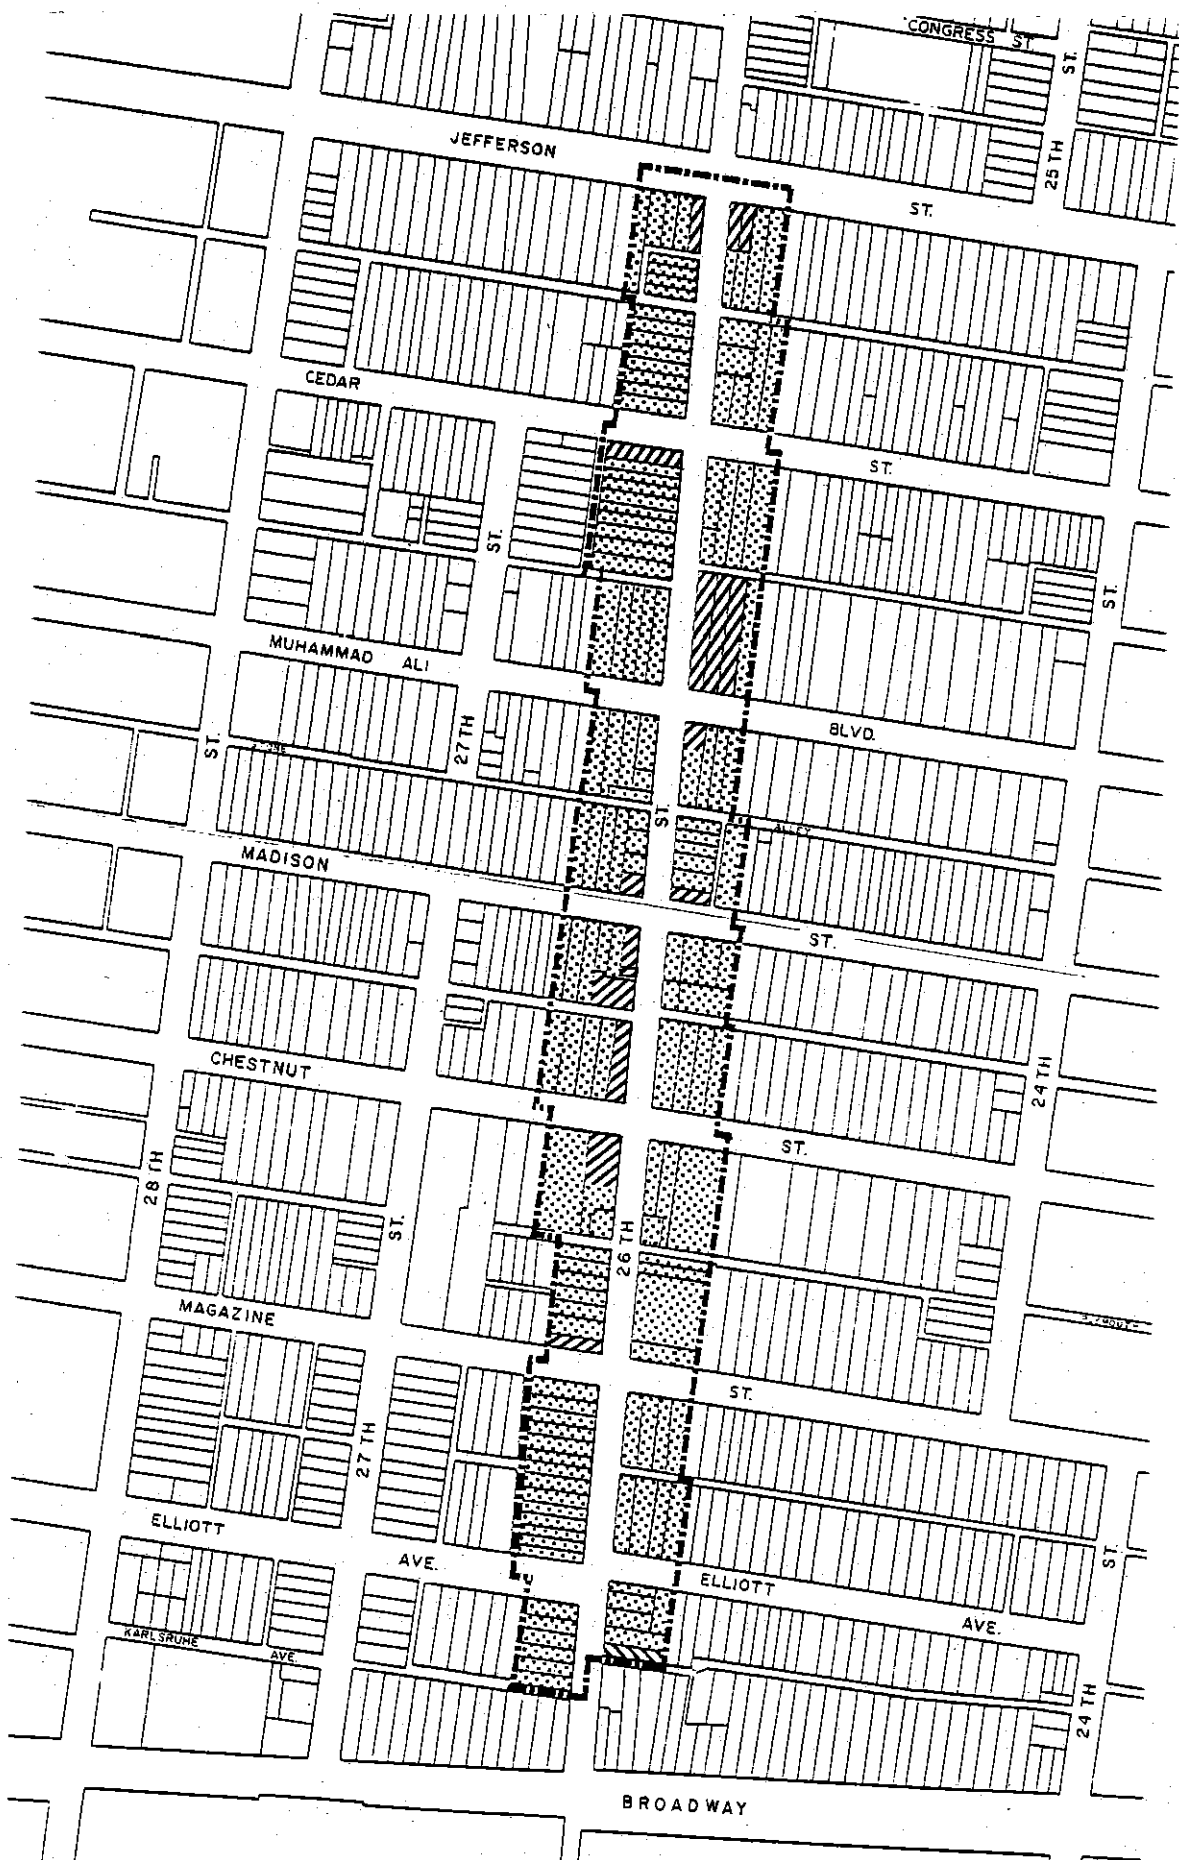 CONGRESS ST.
ST.
JEFFERSON
25TH
ST.
CEDAR
ST.
ST.
ST.
MUHAMMAD ALI
BLVD.
27TH
ST.
ST.
ALLEY
MADISON
ST.
CHESTNUT
24TH
ST.
28TH
ST.
26TH
MAGAZINE
ST.
27TH
ELLIOTT
AVE.
ST.
ELLIOTT
AVE.
KARLSRUHE
AVE.
24TH
BROADWAY